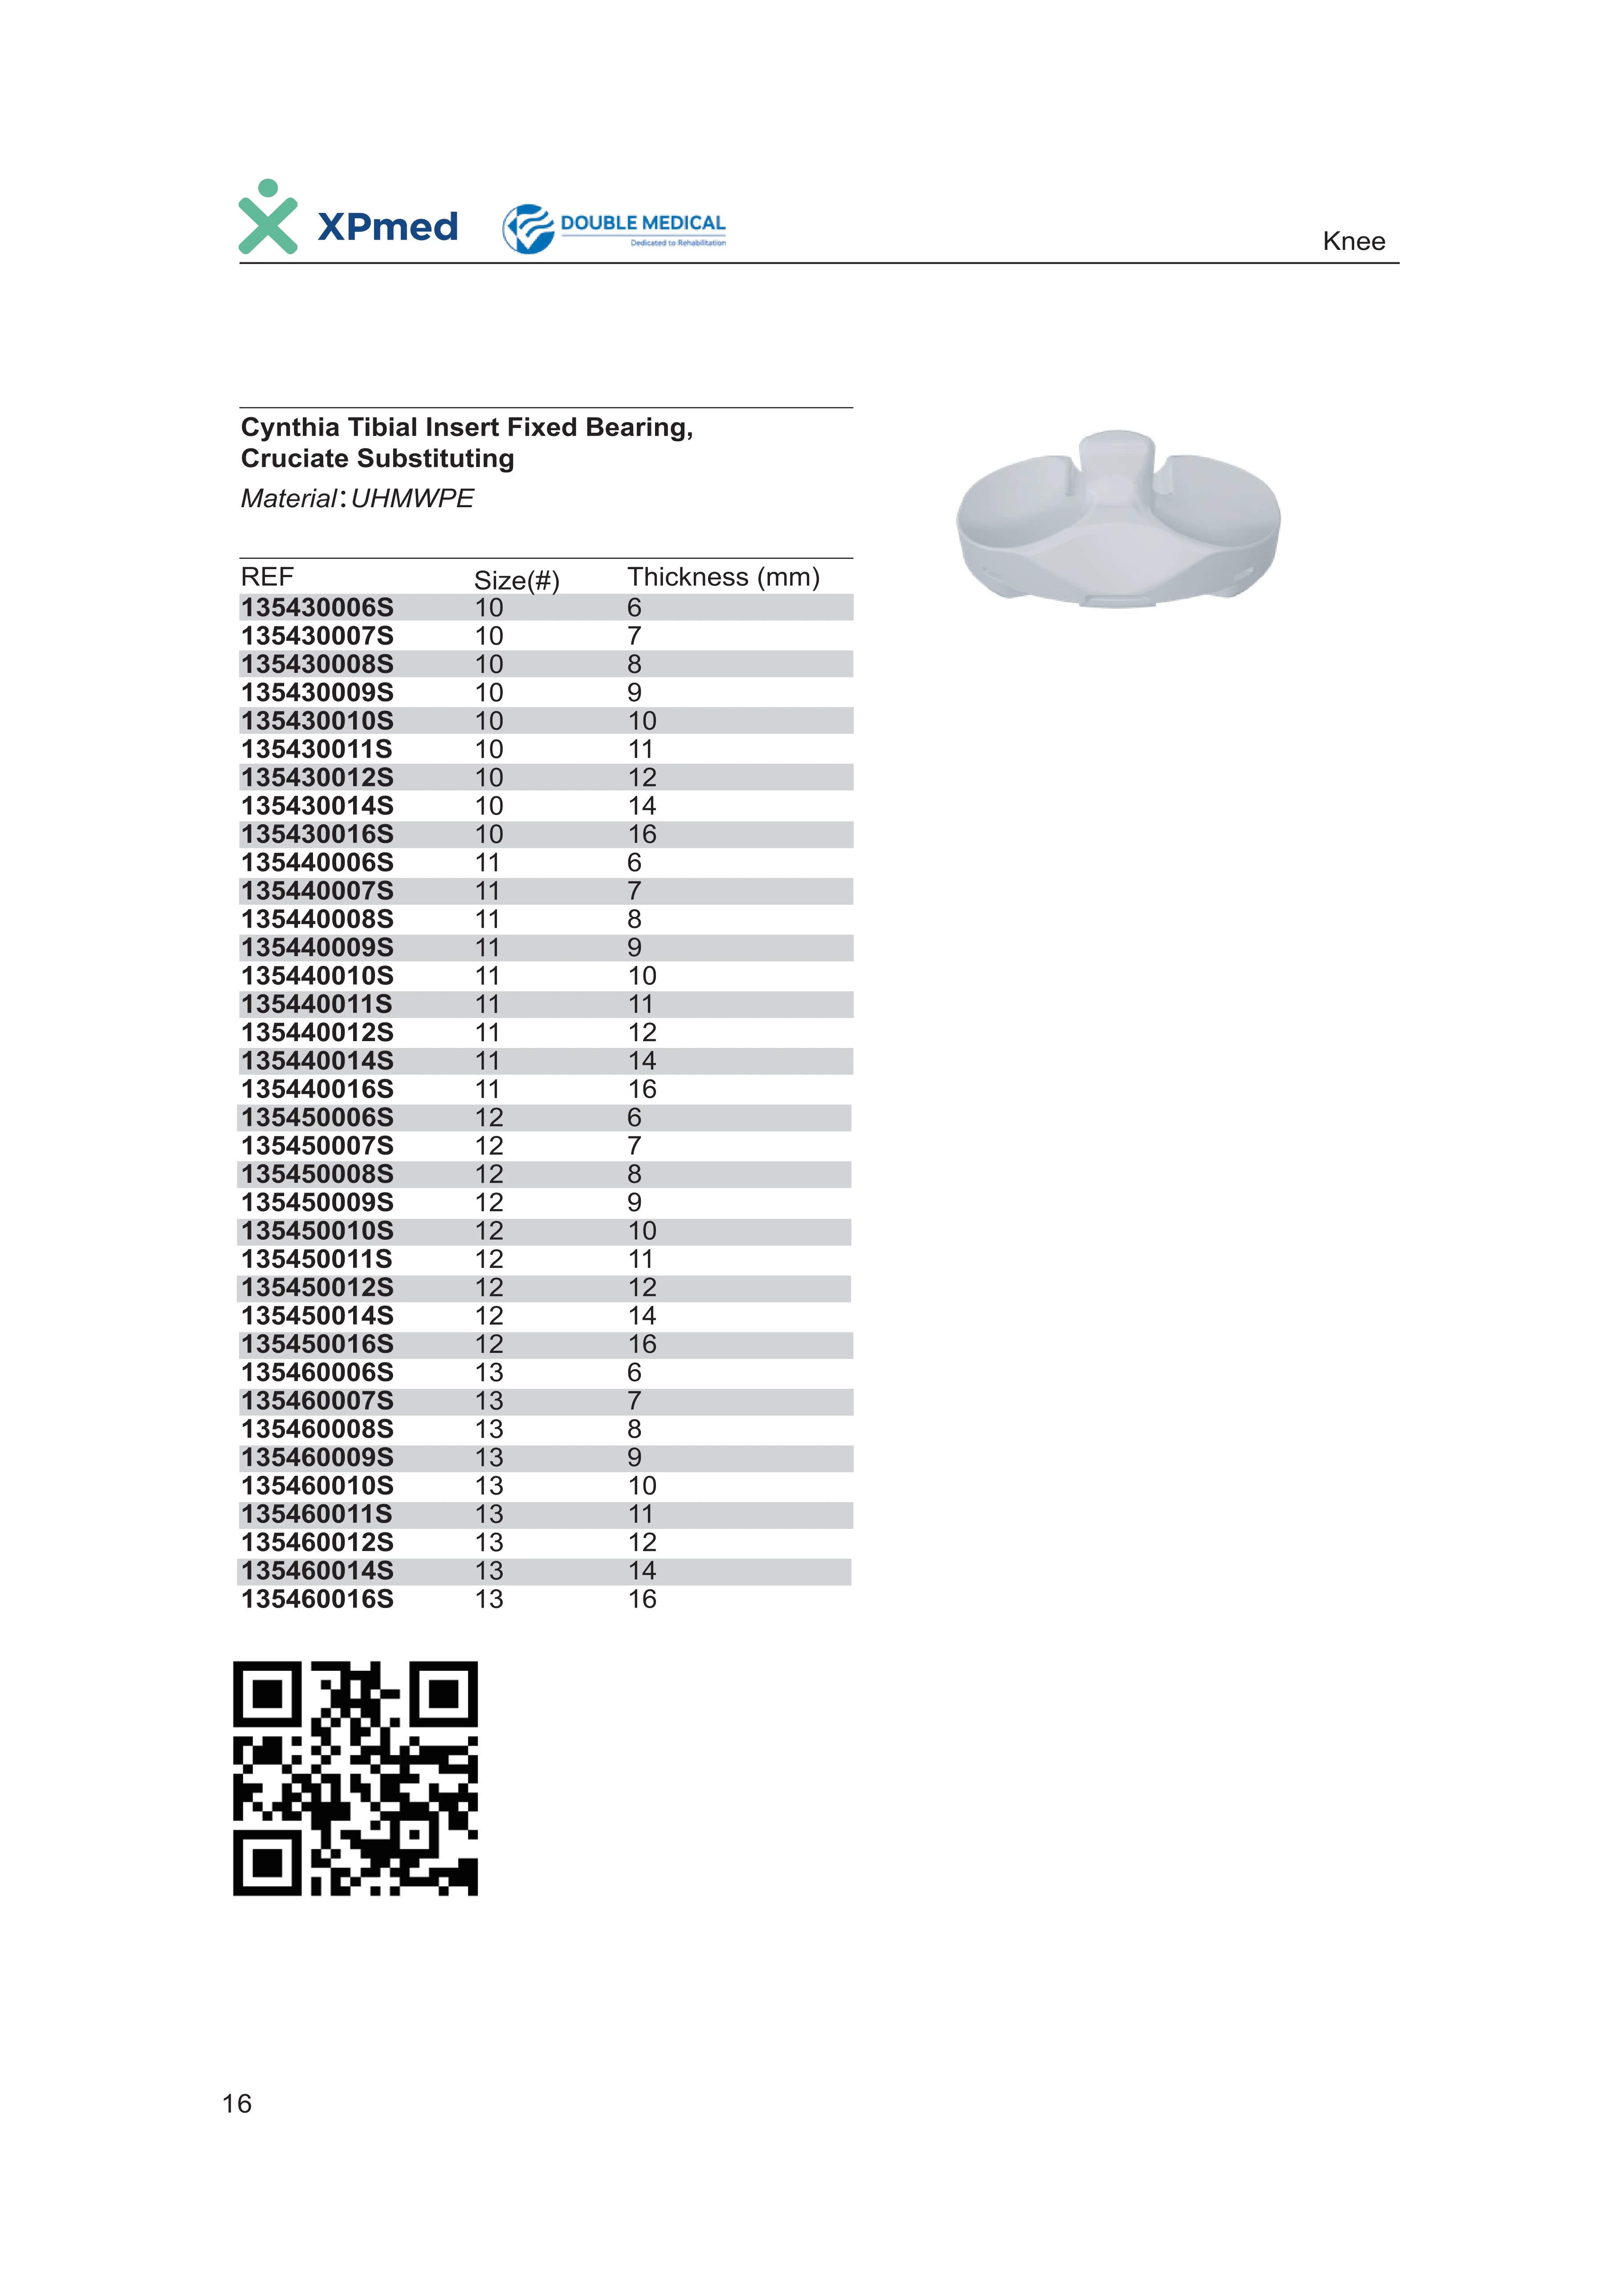 XPmed
DOUBLE MEDICAL
Dedicated to Rehabilitation
Knee
Cynthia Tibial Insert Fixed Bearing,
Cruciate Substituting
Material:UHMWPE
REF Size(#) Thickness (mm)
135430006S 10 6
135430007S 10 7
135430008S 10 8
135430009S 10 9
135430010S 10 10
135430011S 10 11
135430012S 10 12
135430014S 10 14
135430016S 10 16
135440006S 11 6
135440007S 11 7
135440008S 11 8
135440009S 11 9
135440010S 11 10
135440011S 11 11
135440012S 11 12
135440014S 11 14
135440016S 11 16
135450006S 12 6
135450007S 12 7
135450008S 12 8
135450009S 12 9
135450010S 12 10
135450011S 12 11
135450012S 12 12
135450014S 12 14
135450016S 12 16
135460006S 13 6
135460007S 13 7
135460008S 13 8
135460009S 13 9
135460010S 13 10
135460011S 13 11
135460012S 13 12
135460014S 13 14
135460016S 13 16
16